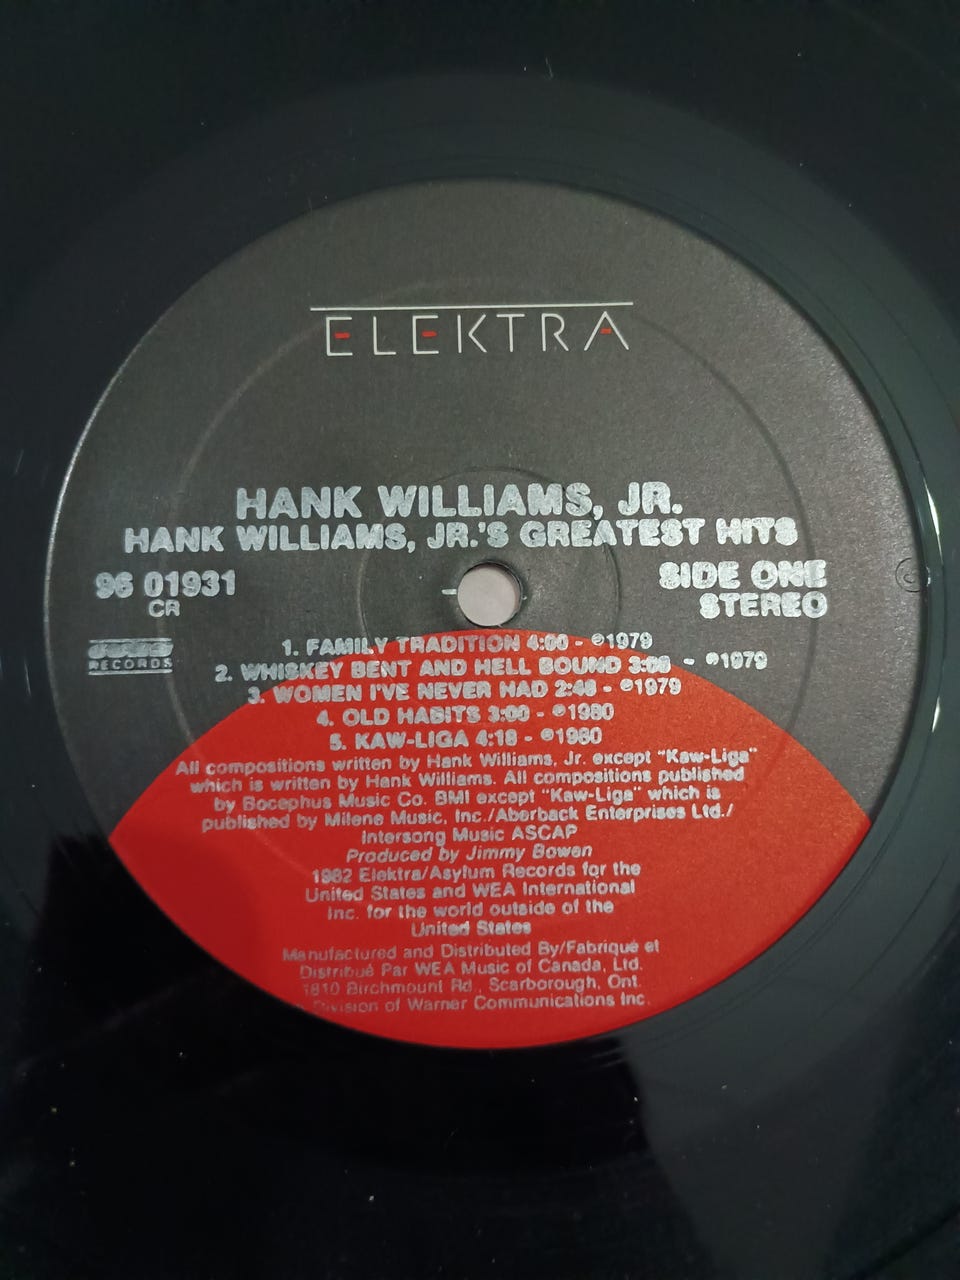 ELEKTRA
HANK WILLIAMS, JR.
HANK WILLIAMS, JR.'S GREATEST HITS
96 01931
CR
SIDE ONE
STEREO
RECORDS
1. FAMILY TRADITION 4:00 - ℗1979
2. WHISKEY BENT AND HELL BOUND 3:08 - ℗1979
3. WOMEN I'VE NEVER HAD 2:48 - ℗1979
4. OLD HABITS 3:00 - ℗1980
5. KAW-LIGA 4:18 - ℗1980
All compositions written by Hank Williams, Jr. except "Kaw-Liga"
which is written by Hank Williams. All compositions published
by Bocephus Music Co. BMI except "Kaw-Liga" which is
published by Milene Music, Inc./Aberback Enterprises Ltd./
Intersong Music ASCAP
Produced by Jimmy Bowen
1982 Elektra/Asylum Records for the
United States and WEA International
Inc. for the world outside of the
United States
Manufactured and Distributed By/Fabriqué et
Distribué Par WEA Music of Canada, Ltd.
1810 Birchmount Rd., Scarborough, Ont.
Division of Warner Communications Inc.